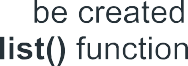 be created
list() function